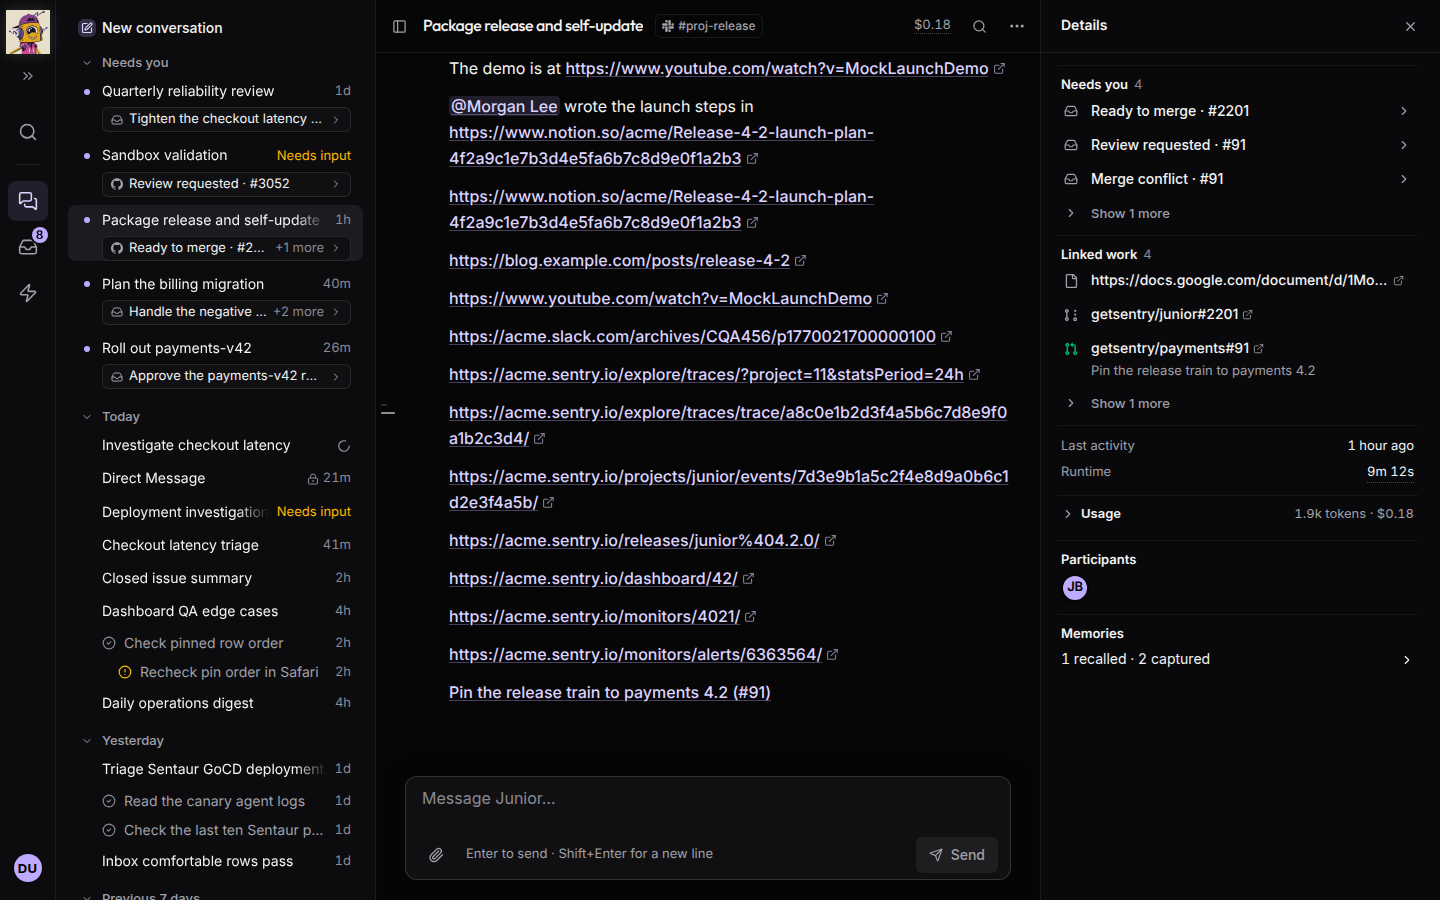 New conversation
Needs you
Quarterly reliability review 1d
Tighten the checkout latency ...
Sandbox validation Needs input
Review requested · #3052
Package release and self-update 1h
Ready to merge · #2... +1 more
Plan the billing migration 40m
Handle the negative ... +2 more
Roll out payments-v42 26m
Approve the payments-v42 r...
Today
Investigate checkout latency
Direct Message 21m
Deployment investigation Needs input
Checkout latency triage 41m
Closed issue summary 2h
Dashboard QA edge cases 4h
Check pinned row order 2h
Recheck pin order in Safari 2h
Daily operations digest 4h
Yesterday
Triage Sentaur GoCD deployment 1d
Read the canary agent logs 1d
Check the last ten Sentaur p... 1d
Inbox comfortable rows pass 1d
Previous 7 days
8
DU
Package release and self-update #proj-release $0.18
The demo is at https://www.youtube.com/watch?v=MockLaunchDemo
@Morgan Lee wrote the launch steps in
https://www.notion.so/acme/Release-4-2-launch-plan-
4f2a9c1e7b3d4e5fa6b7c8d9e0f1a2b3
https://www.notion.so/acme/Release-4-2-launch-plan-
4f2a9c1e7b3d4e5fa6b7c8d9e0f1a2b3
https://blog.example.com/posts/release-4-2
https://www.youtube.com/watch?v=MockLaunchDemo
https://acme.slack.com/archives/CQA456/p1770021700000100
https://acme.sentry.io/explore/traces/?project=11&statsPeriod=24h
https://acme.sentry.io/explore/traces/trace/a8c0e1b2d3f4a5b6c7d8e9f0
a1b2c3d4/
https://acme.sentry.io/projects/junior/events/7d3e9b1a5c2f4e8d9a0b6c1
d2e3f4a5b/
https://acme.sentry.io/releases/junior%404.2.0/
https://acme.sentry.io/dashboard/42/
https://acme.sentry.io/monitors/4021/
https://acme.sentry.io/monitors/alerts/6363564/
Pin the release train to payments 4.2 (#91)
Message Junior...
Enter to send · Shift+Enter for a new line
Send
Details
Needs you 4
Ready to merge · #2201
Review requested · #91
Merge conflict · #91
Show 1 more
Linked work 4
https://docs.google.com/document/d/1Mo...
getsentry/junior#2201
getsentry/payments#91
Pin the release train to payments 4.2
Show 1 more
Last activity 1 hour ago
Runtime 9m 12s
Usage 1.9k tokens · $0.18
Participants
JB
Memories
1 recalled · 2 captured